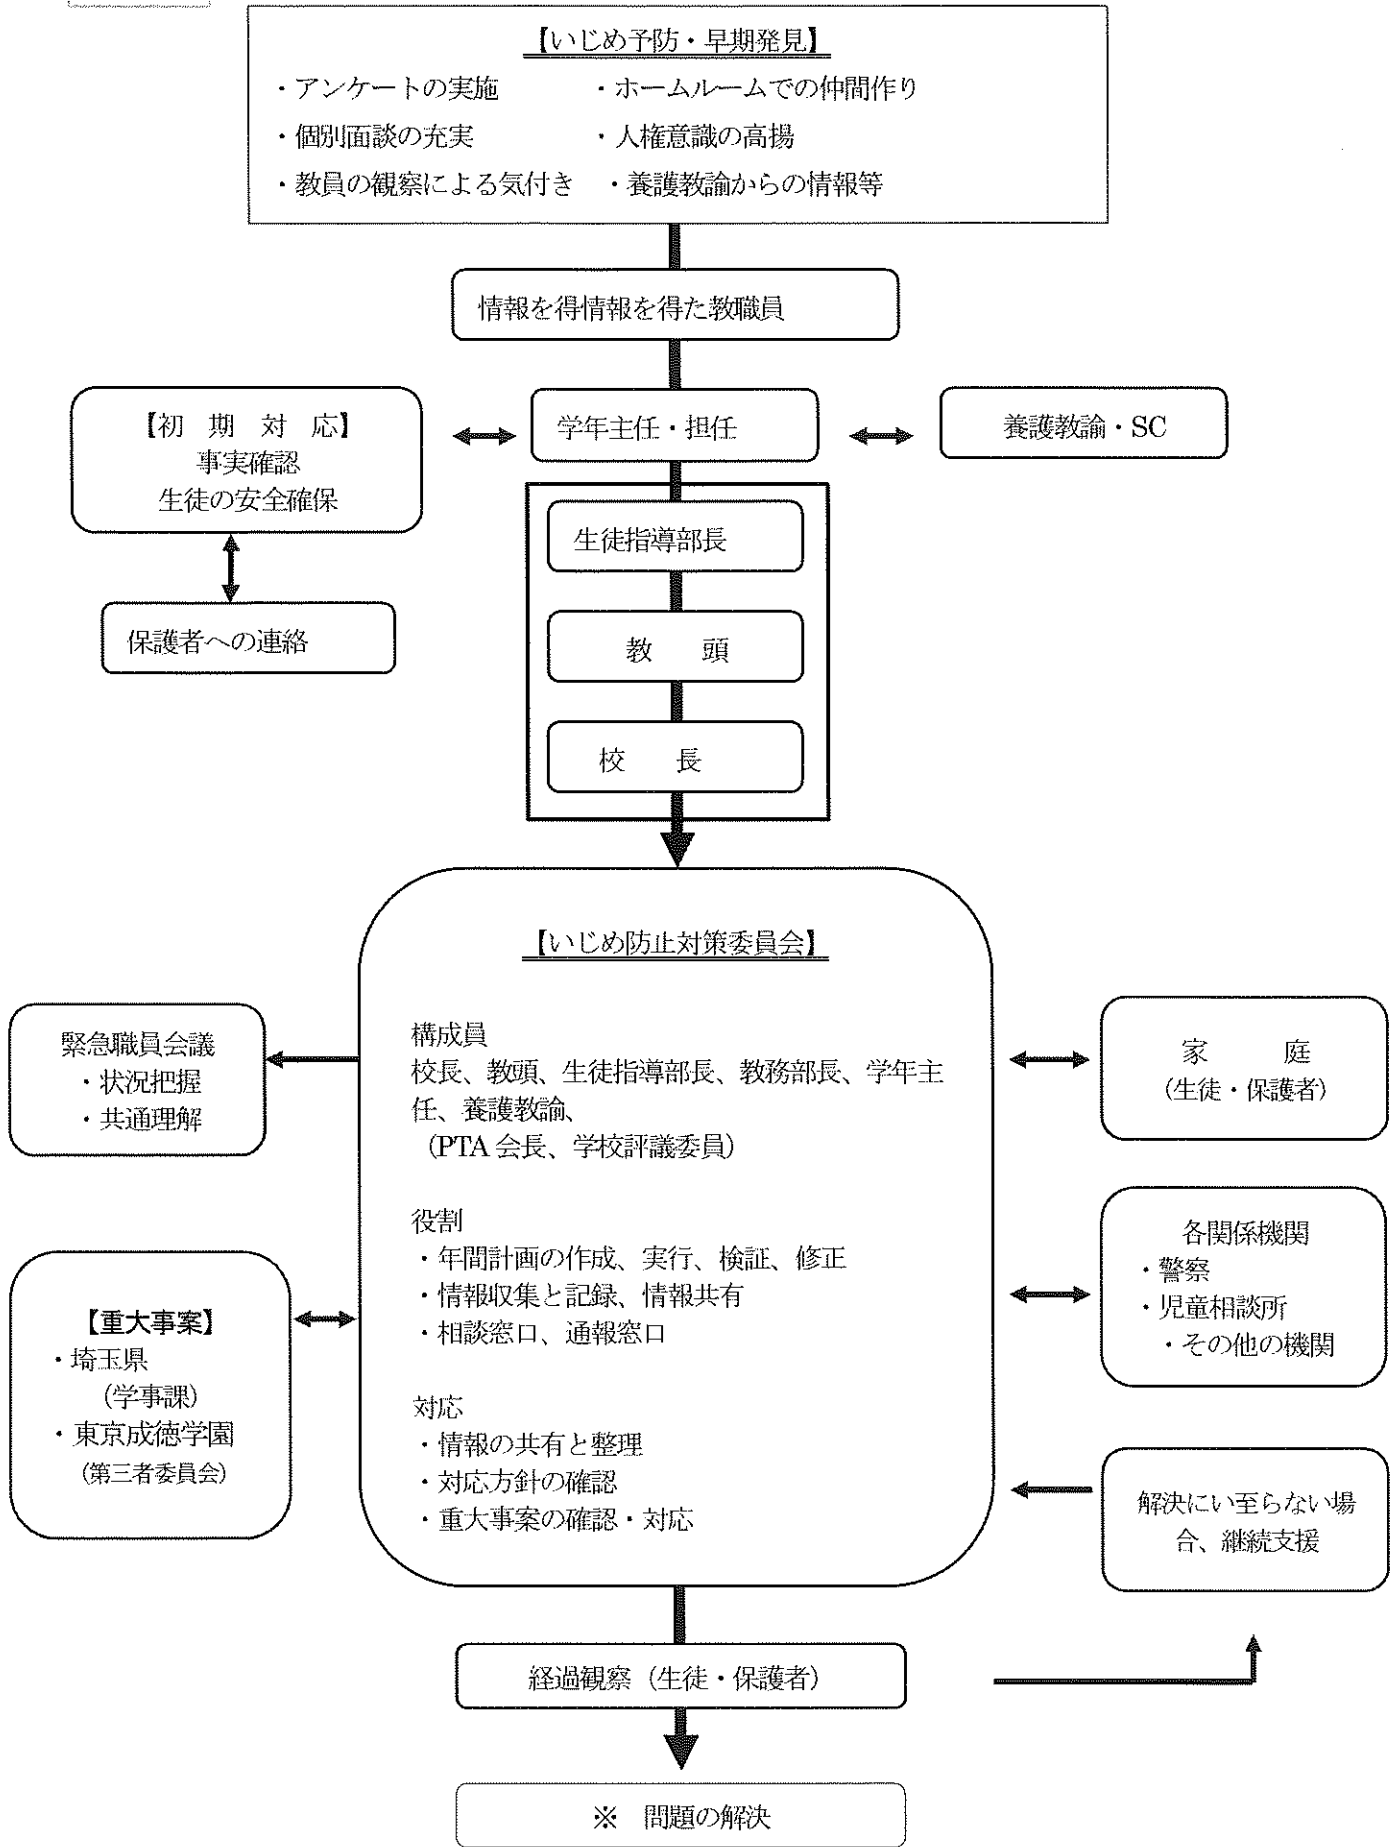 【いじめ予防・早期発見】
・アンケートの実施　・ホームルームでの仲間作り
・個別面談の充実　・人権意識の高揚
・教員の観察による気付き　・養護教諭からの情報等
情報を得情報を得た教職員
【初　期　対　応】
事実確認
生徒の安全確保
学年主任・担任
養護教諭・SC
生徒指導部長
保護者への連絡
教　頭
校　長
【いじめ防止対策委員会】
構成員
校長、教頭、生徒指導部長、教務部長、学年主
任、養護教諭、
（PTA 会長、学校評議委員）
役割
・年間計画の作成、実行、検証、修正
・情報収集と記録、情報共有
・相談窓口、通報窓口
対応
・情報の共有と整理
・対応方針の確認
・重大事案の確認・対応
緊急職員会議
・状況把握
・共通理解
【重大事案】
・埼玉県
（学事課）
・東京成徳学園
（第三者委員会）
家　庭
（生徒・保護者）
各関係機関
・警察
・児童相談所
・その他の機関
解決にい至らない場
合、継続支援
経過観察（生徒・保護者）
※　問題の解決